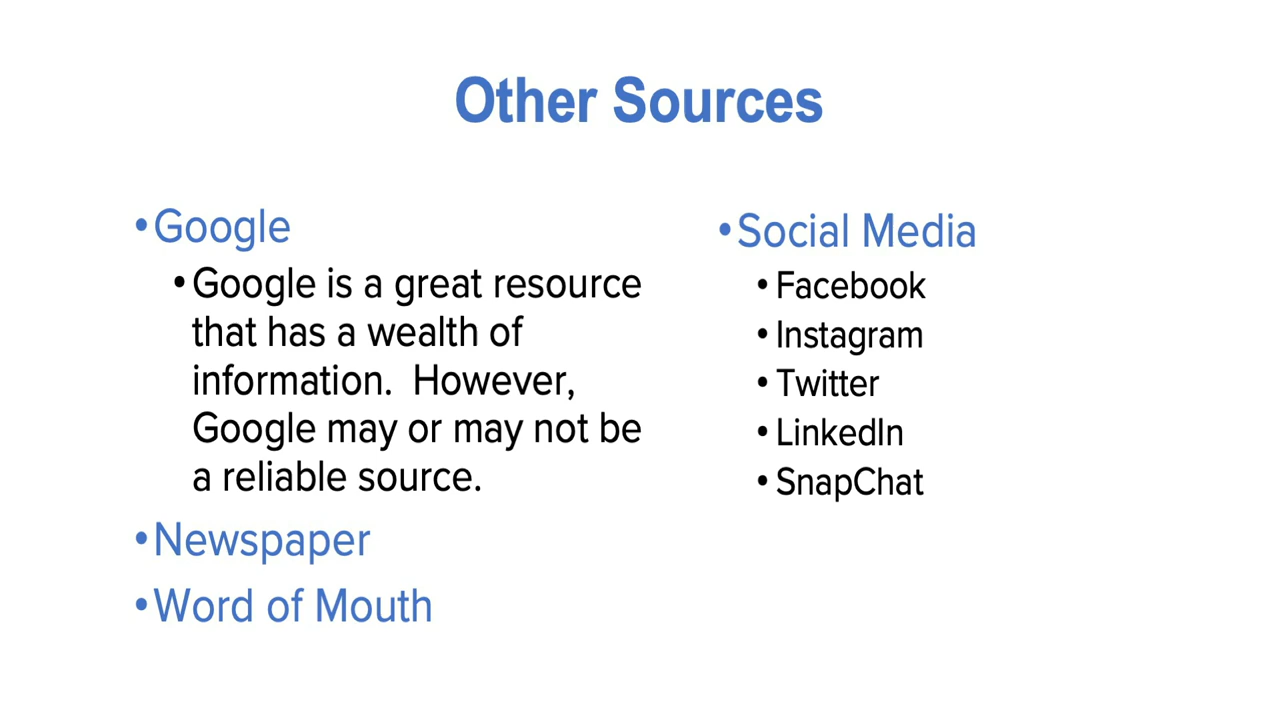 Other Sources
•Google
•Google is a great resource
that has a wealth of
information.  However,
Google may or may not be
a reliable source.
•Newspaper
•Word of Mouth
•Social Media
•Facebook
•Instagram
•Twitter
•LinkedIn
•SnapChat